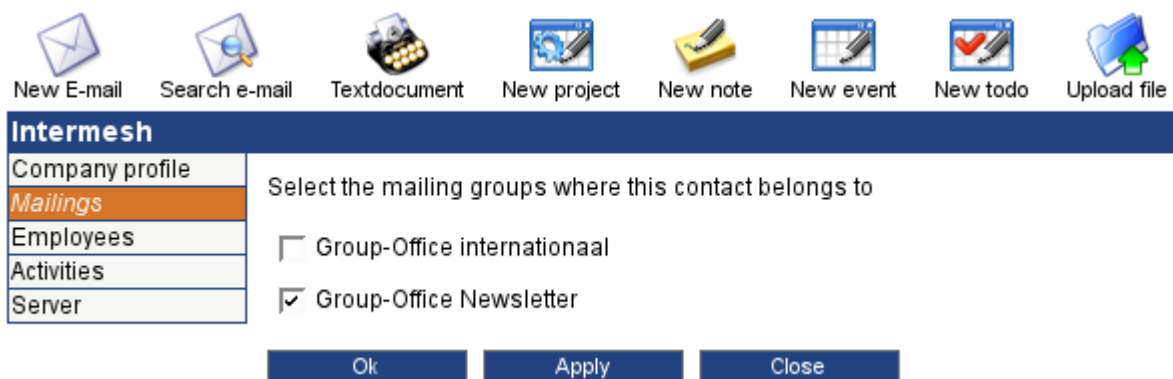 New E-mail Search e-mail Textdocument New project New note New event New todo Upload file
Intermesh
Company profile
Mailings
Employees
Activities
Server
Select the mailing groups where this contact belongs to
Group-Office internationaal
Group-Office Newsletter
Ok Apply Close